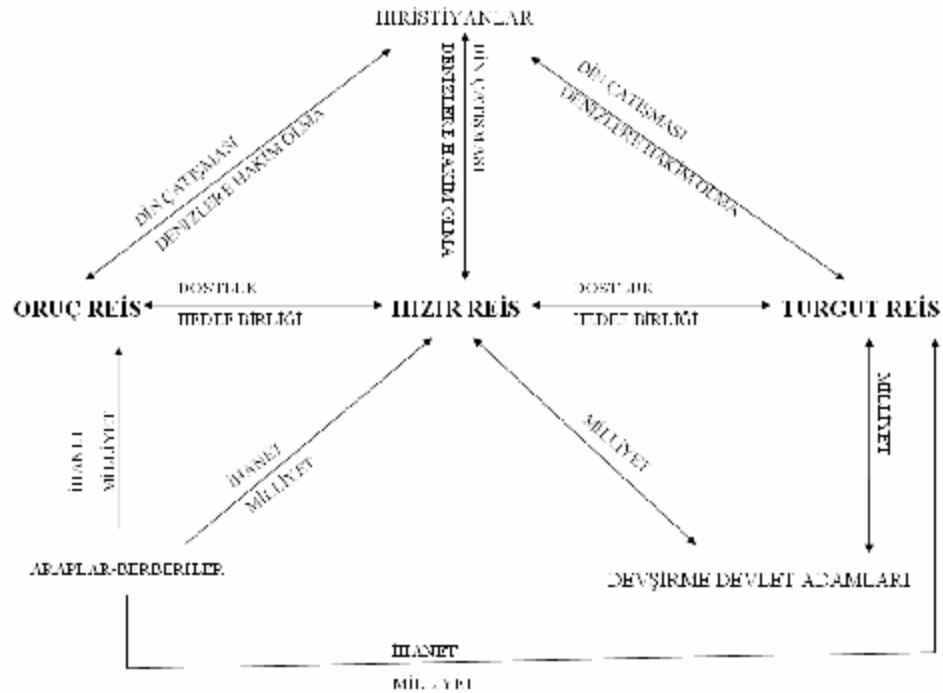 HIRİSTİYANLAR
DİN ÇATIŞMASI
DENİZLERE HAKİM OLMA
DİN ÇATIŞMASI
DENİZLERE HAKİM OLMA
DİN ÇATIŞMASI
DENİZLERE HAKİM OLMA
ORUÇ REİS
DOSTLUK
HEDEF BİRLİĞİ
HIZIR REİS
DOSTLUK
HEDEF BİRLİĞİ
TURGUT REİS
İHANET
MİLLİYET
İHANET
MİLLİYET
MİLLİYET
MİLLİYET
ARAPLAR-BERBERİLER
DEVŞİRME DEVLET ADAMLARI
İHANET
MİLLİYET